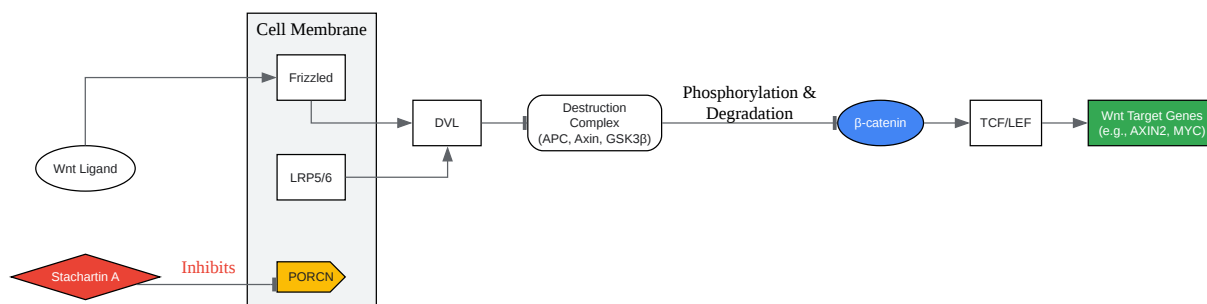 Cell Membrane
Frizzled
Wnt Ligand
LRP5/6
DVL
Destruction
Complex
(APC, Axin, GSK3β)
Phosphorylation &
Degradation
β-catenin
TCF/LEF
Wnt Target Genes
(e.g., AXIN2, MYC)
Stachartin A
Inhibits
PORCN